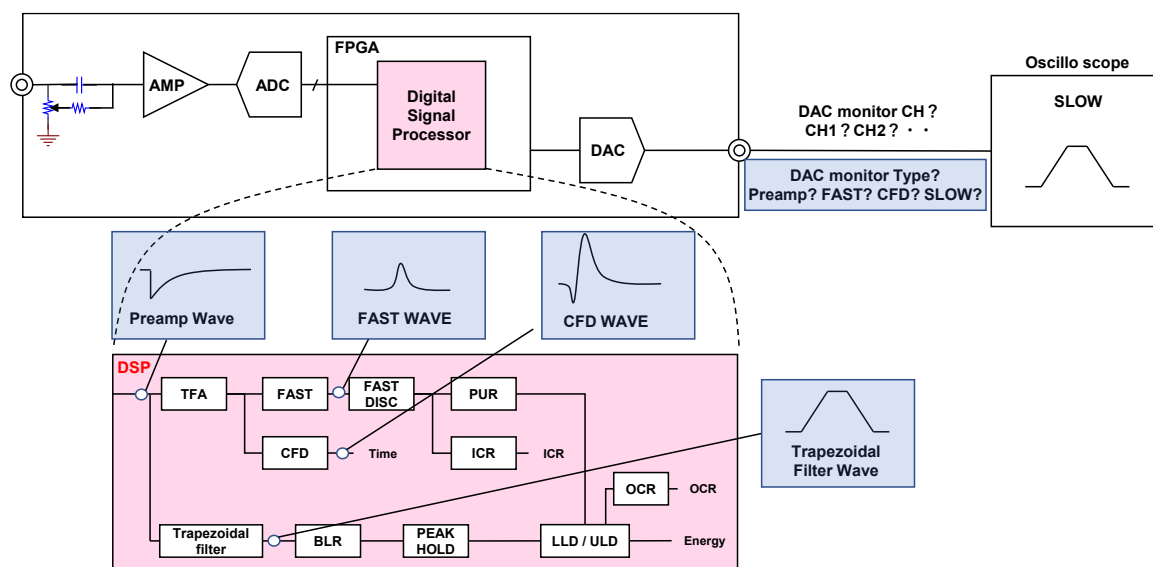 FPGA
AMP
ADC
Digital
Signal
Processor
DAC
DAC monitor CH？
CH1？CH2？・・
DAC monitor Type?
Preamp? FAST? CFD? SLOW?
Oscillo scope
SLOW
Preamp Wave
FAST WAVE
CFD WAVE
DSP
TFA
FAST
FAST
DISC
PUR
CFD
Time
ICR
ICR
Trapezoidal
Filter Wave
OCR
OCR
Trapezoidal
filter
BLR
PEAK
HOLD
LLD / ULD
Energy